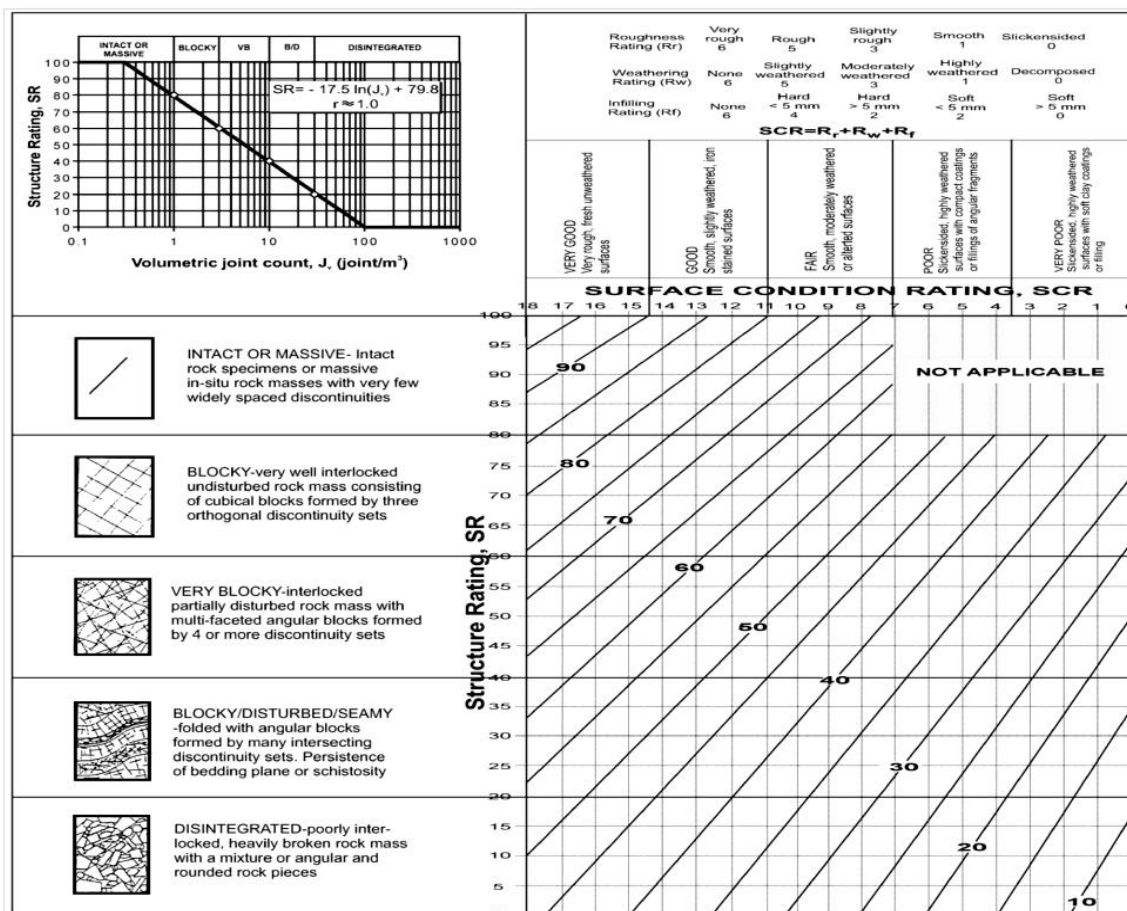 INTACT OR MASSIVE
BLOCKY
VB
B/D
DISINTEGRATED
Structure Rating, SR
100
90
80
70
60
50
40
30
20
10
0
SR= - 17.5 ln(Jᵥ) + 79.8
r ≈ 1.0
0.1 1 10 100 1000
Volumetric joint count, Jᵥ (joint/m³)
Roughness Rating (Rr) Very rough 6 Rough 5 Slightly rough 3 Smooth 1 Slickensided 0
Weathering Rating (Rw) None 6 Slightly weathered 5 Moderately weathered 3 Highly weathered 1 Decomposed 0
Infilling Rating (Rf) None 6 Hard < 5 mm 4 Hard > 5 mm 2 Soft < 5 mm 2 Soft > 5 mm 0
SCR=Rᵣ+R_w+R_f
VERY GOOD
Very rough, fresh unweathered
surfaces
GOOD
Smooth, slightly weathered, iron
stained surfaces
FAIR
Smooth, moderately weathered
or alterted surfaces
POOR
Slickensided, highly weathered
surfaces with compact coatings
or fillings of angular fragments
VERY POOR
Slickensided, highly weathered
surfaces with soft clay coatings
or filling
SURFACE CONDITION RATING, SCR
18 17 16 15 14 13 12 11 10 9 8 7 6 5 4 3 2 1
INTACT OR MASSIVE- Intact
rock specimens or massive
in-situ rock masses with very few
widely spaced discontinuities
BLOCKY-very well interlocked
undisturbed rock mass consisting
of cubical blocks formed by three
orthogonal discontinuity sets
VERY BLOCKY-interlocked
partially disturbed rock mass with
multi-faceted angular blocks formed
by 4 or more discontinuity sets
BLOCKY/DISTURBED/SEAMY
-folded with angular blocks
formed by many intersecting
discontinuity sets. Persistence
of bedding plane or schistosity
DISINTEGRATED-poorly inter-
locked, heavily broken rock mass
with a mixture or angular and
rounded rock pieces
Structure Rating, SR
100
95
90
85
80
75
70
65
60
55
50
45
40
35
30
25
20
15
10
5
NOT APPLICABLE
90
80
70
60
50
40
30
20
10